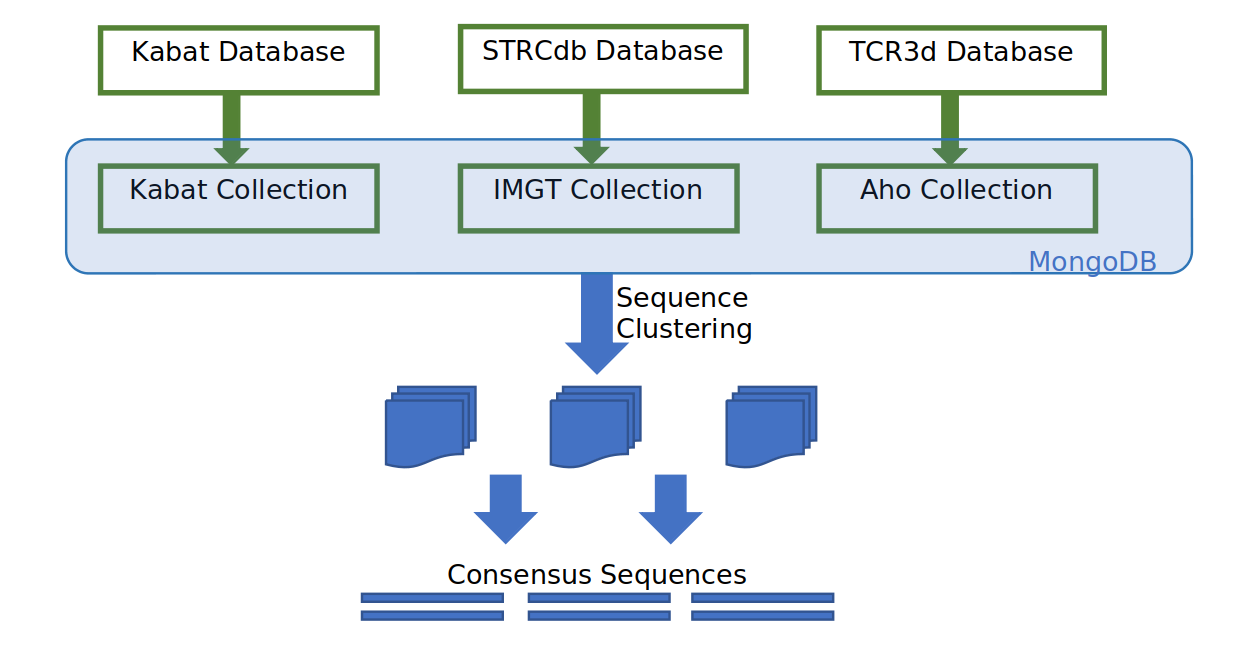 Kabat Database
STRCdb Database
TCR3d Database
Kabat Collection
IMGT Collection
Aho Collection
MongoDB
Sequence
Clustering
Consensus Sequences